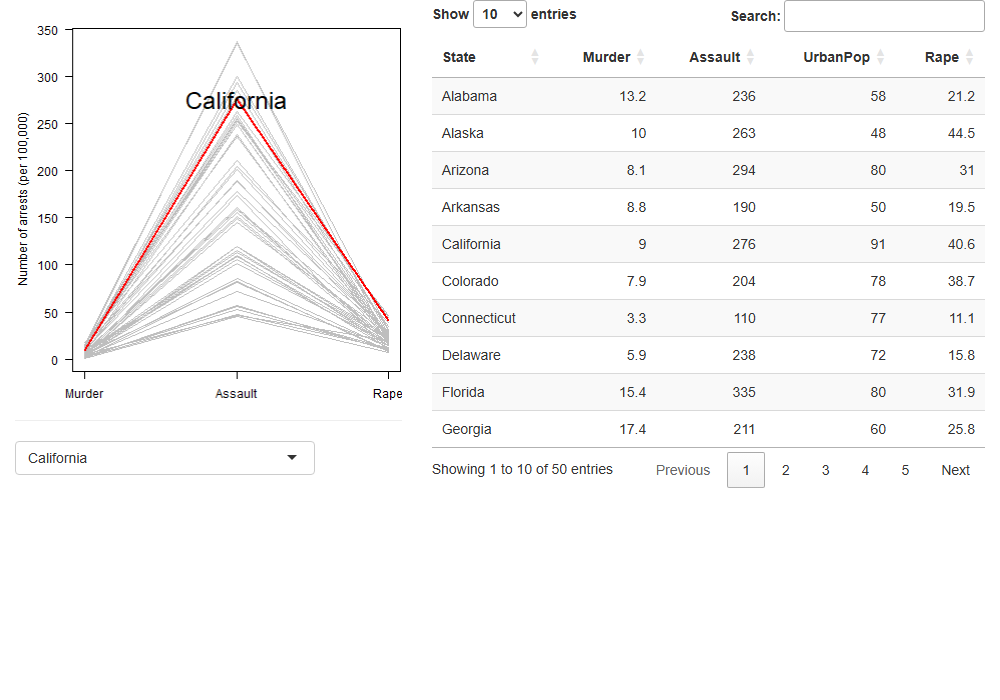 350
300
250
200
150
100
50
0
Number of arrests (per 100,000)
California
Murder Assault Rape
California
Show 10 entries
Search:
State Murder Assault UrbanPop Rape
Alabama 13.2 236 58 21.2
Alaska 10 263 48 44.5
Arizona 8.1 294 80 31
Arkansas 8.8 190 50 19.5
California 9 276 91 40.6
Colorado 7.9 204 78 38.7
Connecticut 3.3 110 77 11.1
Delaware 5.9 238 72 15.8
Florida 15.4 335 80 31.9
Georgia 17.4 211 60 25.8
Showing 1 to 10 of 50 entries
Previous 1 2 3 4 5 Next